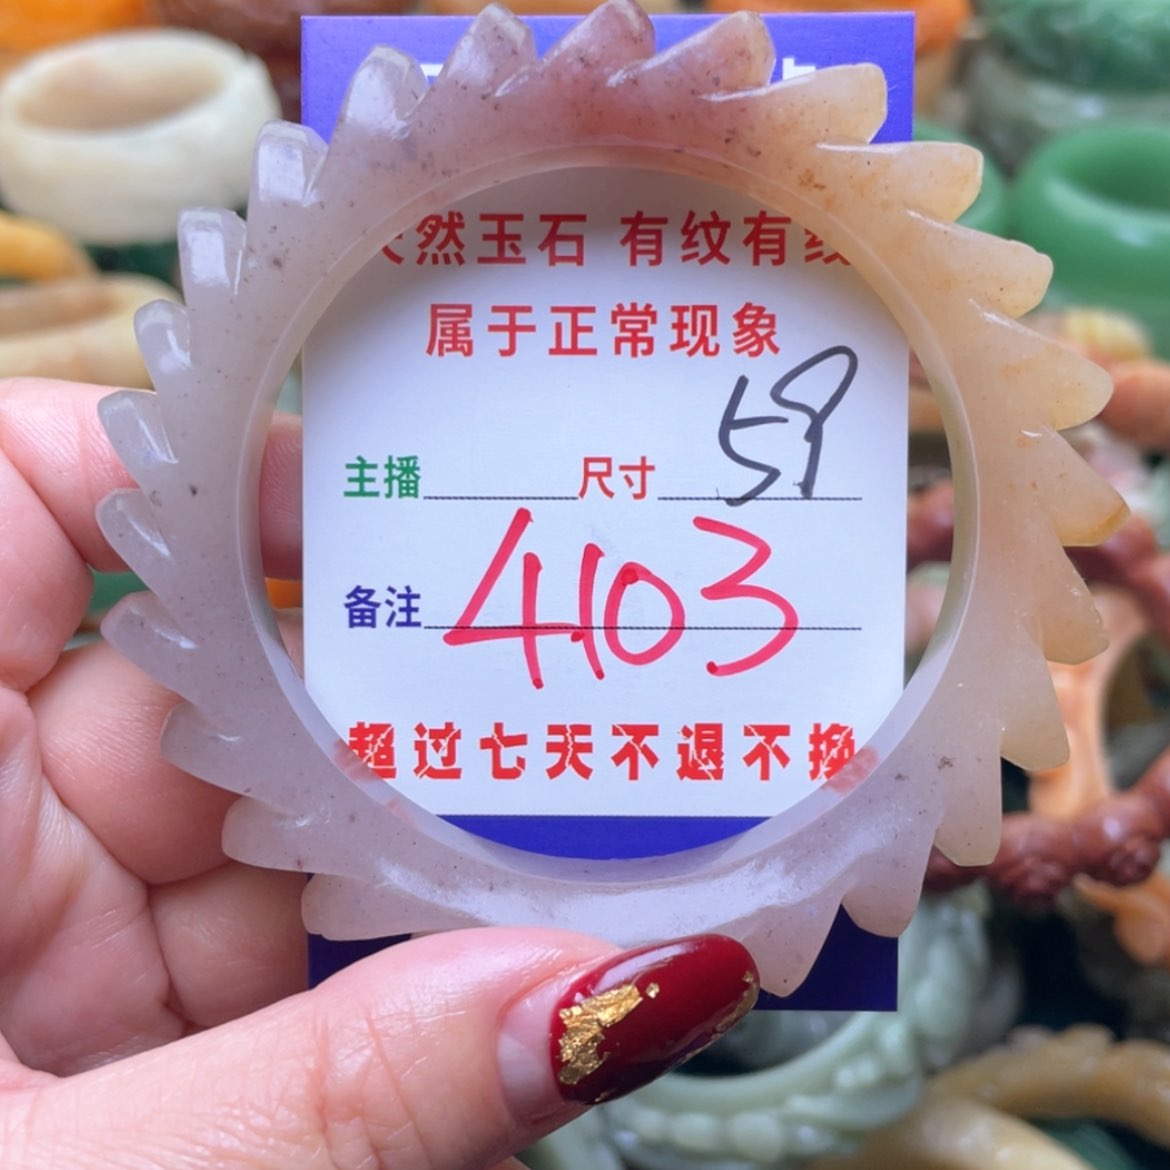 然玉石 有纹有
属于正常现象
主播 尺寸 59
备注 4103
超过七天不退不换